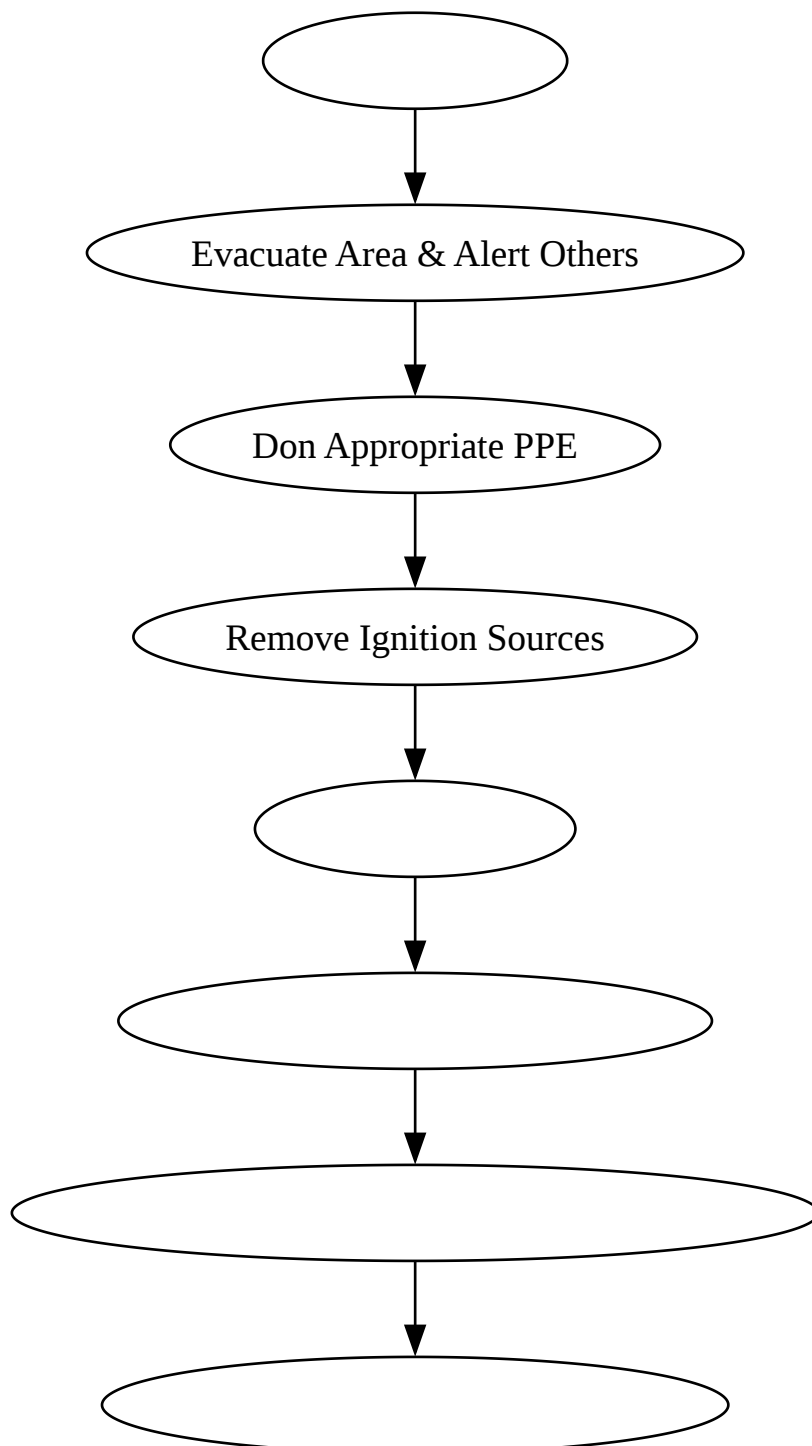 Evacuate Area & Alert Others
Don Appropriate PPE
Remove Ignition Sources